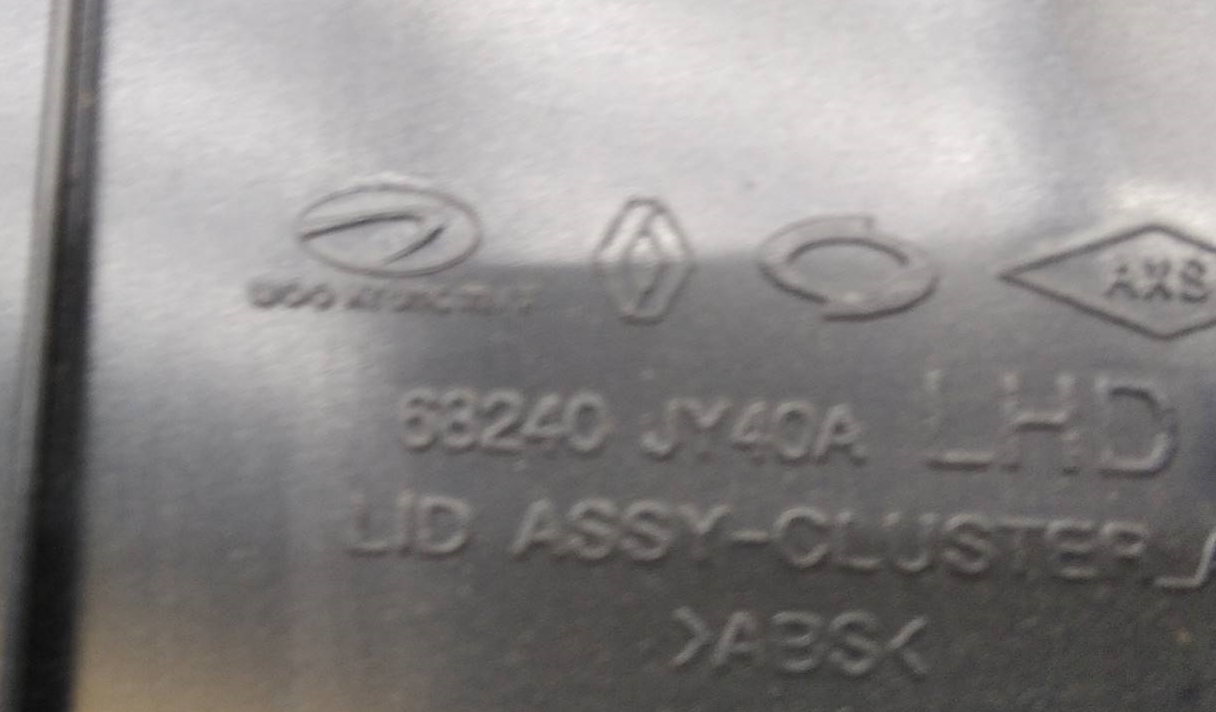 AXS
68240 JY40A LHD
LID ASSY-CLUSTER
>ABS<